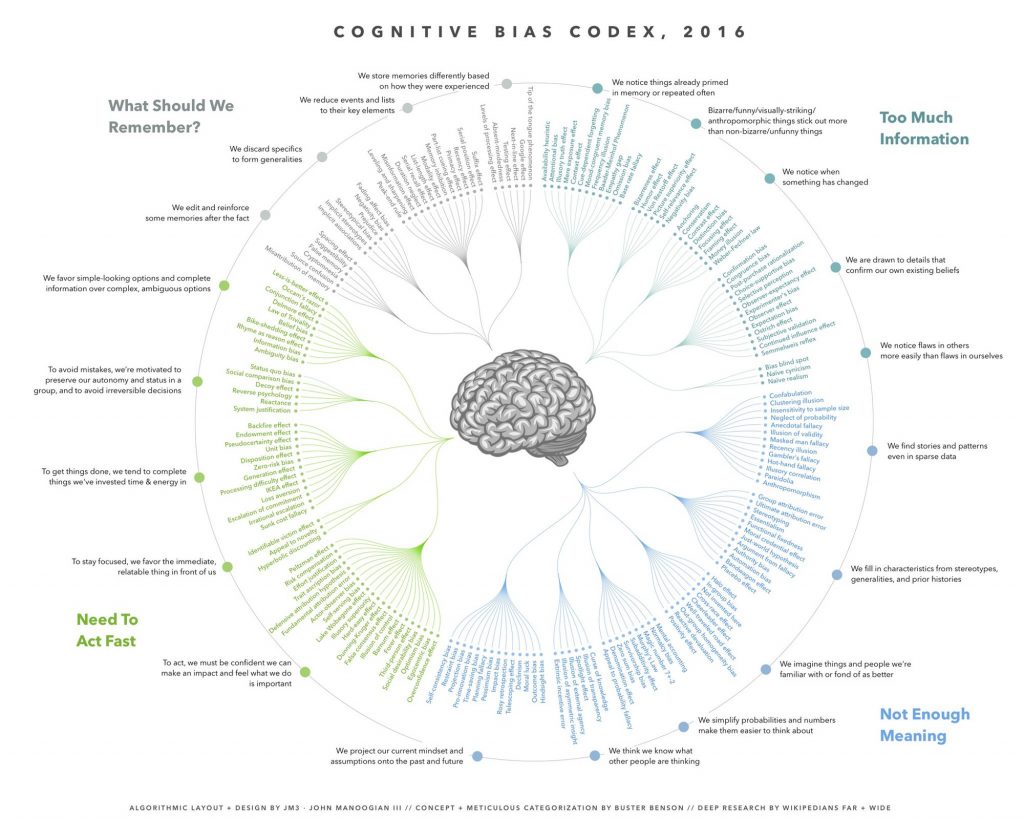 COGNITIVE BIAS CODEX, 2016
What Should We
Remember?
We store memories differently based
on how they were experienced
We reduce events and lists
to their key elements
We discard specifics
to form generalities
We edit and reinforce
some memories after the fact
Tip of the tongue phenomenon
Google effect
Next-in-line effect
Testing effect
Absent-mindedness
Levels of processing effect
Suffix effect
Serial position effect
Part-list cueing effect
Recency effect
Primacy effect
Memory inhibition
Modality effect
Duration neglect
List-length effect
Serial recall effect
Misinformation effect
Leveling and sharpening
Peak-end rule
Fading affect bias
Negativity bias
Prejudice
Stereotypical bias
Implicit stereotypes
Implicit associations
Spacing effect
Suggestibility
False memory
Cryptomnesia
Source confusion
Misattribution of memory
Too Much
Information
We notice things already primed
in memory or repeated often
Bizarre/funny/visually-striking/
anthropomorphic things stick out more
than non-bizarre/unfunny things
We notice when
something has changed
We are drawn to details that
confirm our own existing beliefs
We notice flaws in others
more easily than flaws in ourselves
Availability heuristic
Attentional bias
Illusory truth effect
Mere exposure effect
Context effect
Cue-dependent forgetting
Mood-congruent memory bias
Frequency illusion
Baader-Meinhof Phenomenon
Empathy gap
Omission bias
Base rate fallacy
Bizarreness effect
Humor effect
Von Restorff effect
Picture superiority effect
Self-relevance effect
Negativity bias
Anchoring
Conservatism
Contrast effect
Distinction bias
Focusing effect
Framing effect
Money illusion
Weber-Fechner law
Confirmation bias
Congruence bias
Post-purchase rationalization
Choice-supportive bias
Selective perception
Observer-expectancy effect
Experimenter's bias
Observer effect
Expectation bias
Ostrich effect
Subjective validation
Continued influence effect
Semmelweis reflex
Bias blind spot
Naïve cynicism
Naïve realism
We find stories and patterns
even in sparse data
We fill in characteristics from stereotypes,
generalities, and prior histories
We imagine things and people we're
familiar with or fond of as better
We simplify probabilities and numbers
make them easier to think about
We think we know what
other people are thinking
We project our current mindset and
assumptions onto the past and future
Not Enough
Meaning
Confabulation
Clustering illusion
Insensitivity to sample size
Neglect of probability
Anecdotal fallacy
Illusion of validity
Masked man fallacy
Recency illusion
Gambler's fallacy
Hot-hand fallacy
Illusory correlation
Pareidolia
Anthropomorphism
Group attribution error
Ultimate attribution error
Stereotyping
Essentialism
Functional fixedness
Moral credential effect
Just-world hypothesis
Argument from fallacy
Authority bias
Automation bias
Bandwagon effect
Placebo effect
Halo effect
In-group bias
Not invented here
Cross-race effect
Cheerleader effect
Well traveled road effect
Out-group homogeneity bias
Reactive devaluation
Positivity effect
Mental accounting
Normalcy bias
Magic number 7+-2
Murphy's Law
Subadditivity effect
Survivorship bias
Zero sum bias
Denomination effect
Appeal to probability fallacy
Curse of knowledge
Illusion of transparency
Spotlight effect
Illusion of external agency
Illusion of asymmetric insight
Extrinsic incentive error
Hindsight bias
Outcome bias
Moral luck
Declinism
Telescoping effect
Rosy retrospection
Impact bias
Pessimism bias
Planning fallacy
Time-saving bias
Pro-innovation bias
Projection bias
Restraint bias
Self-consistency bias
We favor simple-looking options and complete
information over complex, ambiguous options
To avoid mistakes, we're motivated to
preserve our autonomy and status in a
group, and to avoid irreversible decisions
To get things done, we tend to complete
things we've invested time & energy in
To stay focused, we favor the immediate,
relatable thing in front of us
Need To
Act Fast
To act, we must be confident we can
make an impact and feel what we do
is important
Less-is-better effect
Occam's razor
Conjunction fallacy
Delmore effect
Law of Triviality
Bike-shedding effect
Belief bias
Rhyme as reason effect
Information bias
Ambiguity bias
Status quo bias
Social comparison bias
Decoy effect
Reverse psychology
Reactance
System justification
Backfire effect
Endowment effect
Pseudocertainty effect
Unit bias
Disposition effect
Zero-risk bias
Generation effect
Processing difficulty effect
IKEA effect
Loss aversion
Escalation of commitment
Irrational escalation
Sunk cost fallacy
Identifiable victim effect
Appeal to novelty
Hyperbolic discounting
Peltzman effect
Risk compensation
Effort justification
Trait ascription bias
Defensive attribution hypothesis
Fundamental attribution error
Actor-observer bias
Self-serving bias
Lake Wobegone effect
Illusory superiority
Hard-easy effect
Dunning-Kruger effect
False consensus effect
Illusion of control
Barnum effect
Forer effect
Third-person effect
Social desirability bias
Optimism bias
Egocentric bias
Overconfidence effect
ALGORITHMIC LAYOUT + DESIGN BY JM3 · JOHN MANOOGIAN III // CONCEPT + METICULOUS CATEGORIZATION BY BUSTER BENSON // DEEP RESEARCH BY WIKIPEDIANS FAR + WIDE